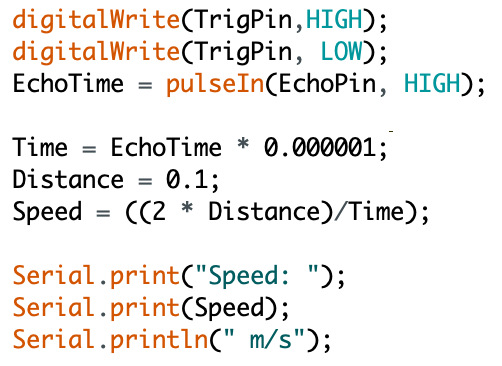 digitalWrite(TrigPin,HIGH);
digitalWrite(TrigPin, LOW);
EchoTime = pulseIn(EchoPin, HIGH);
Time = EchoTime * 0.000001;
Distance = 0.1;
Speed = ((2 * Distance)/Time);
Serial.print("Speed: ");
Serial.print(Speed);
Serial.println(" m/s");